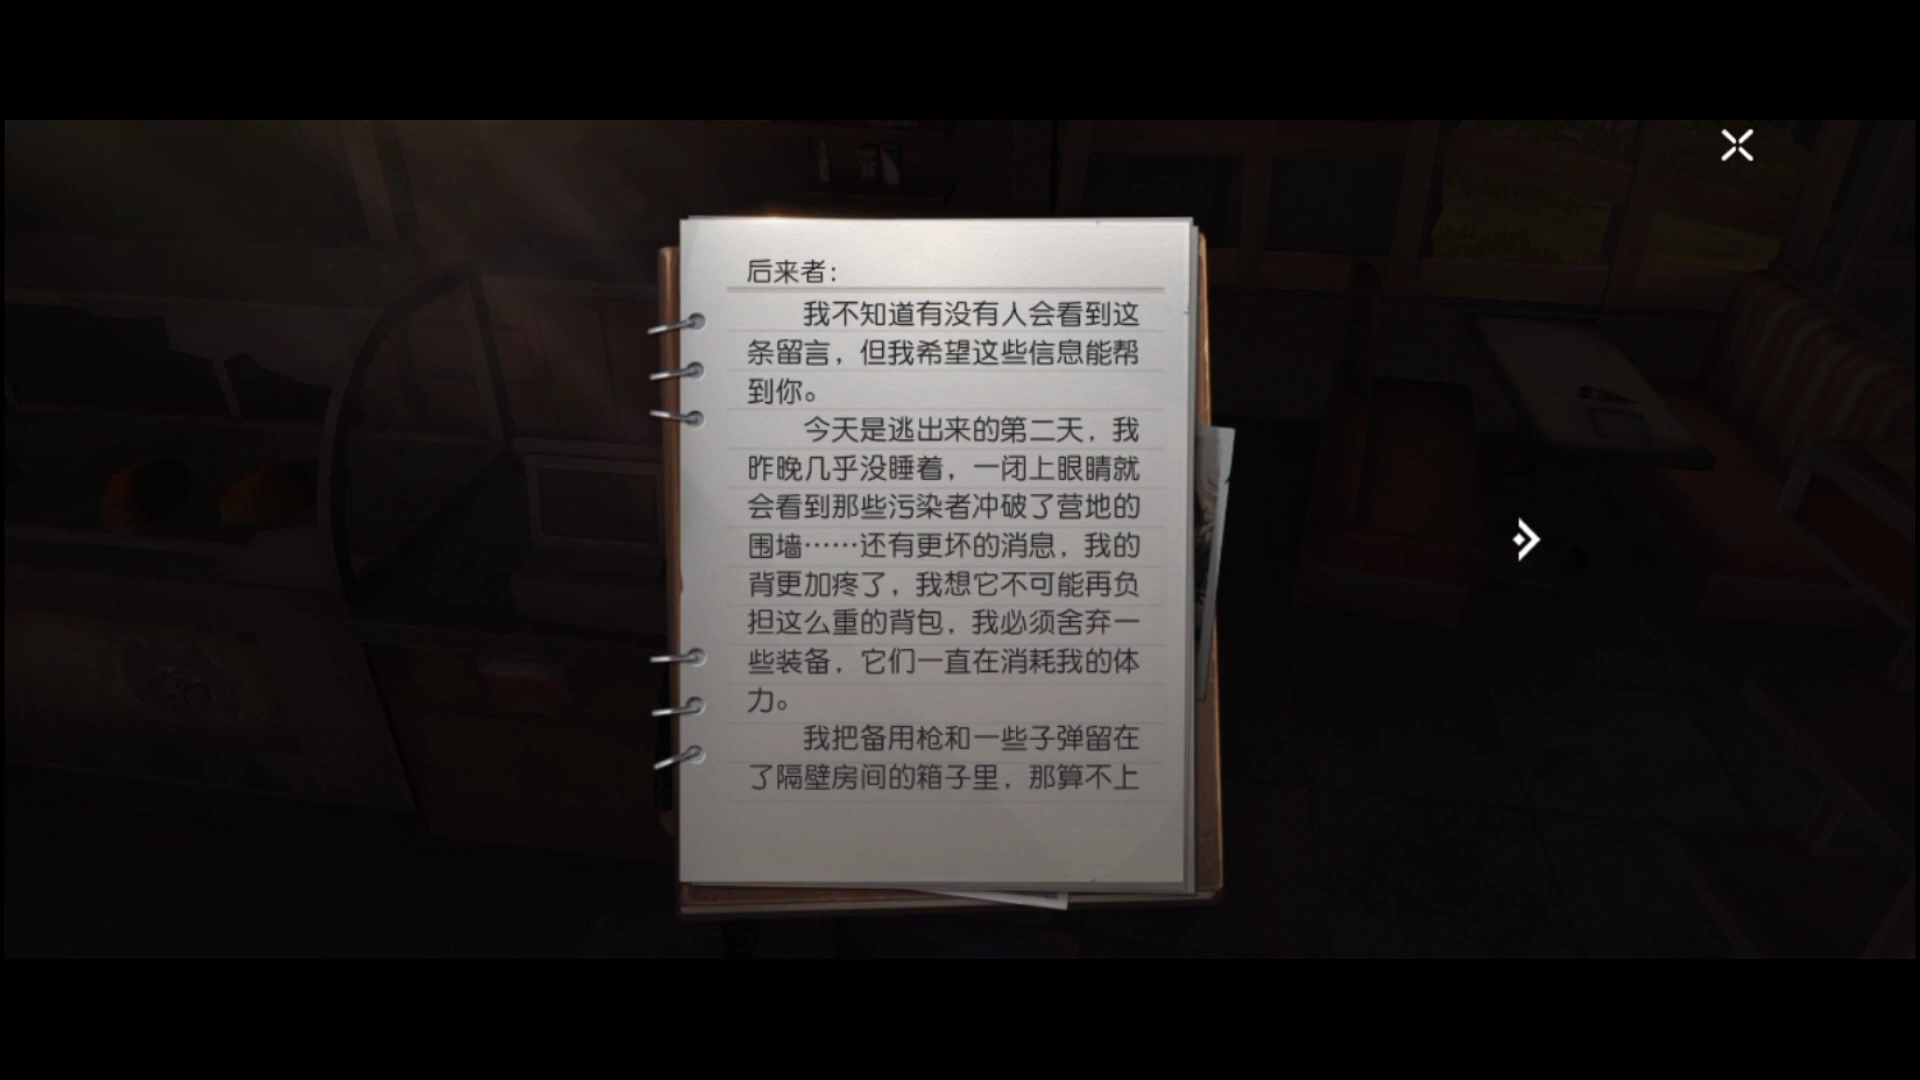 后来者：
我不知道有没有人会看到这
条留言，但我希望这些信息能帮
到你。
今天是逃出来的第二天，我
昨晚几乎没睡着，一闭上眼睛就
会看到那些污染者冲破了营地的
围墙……还有更坏的消息，我的
背更加疼了，我想它不可能再负
担这么重的背包，我必须舍弃一
些装备，它们一直在消耗我的体
力。
我把备用枪和一些子弹留在
了隔壁房间的箱子里，那算不上